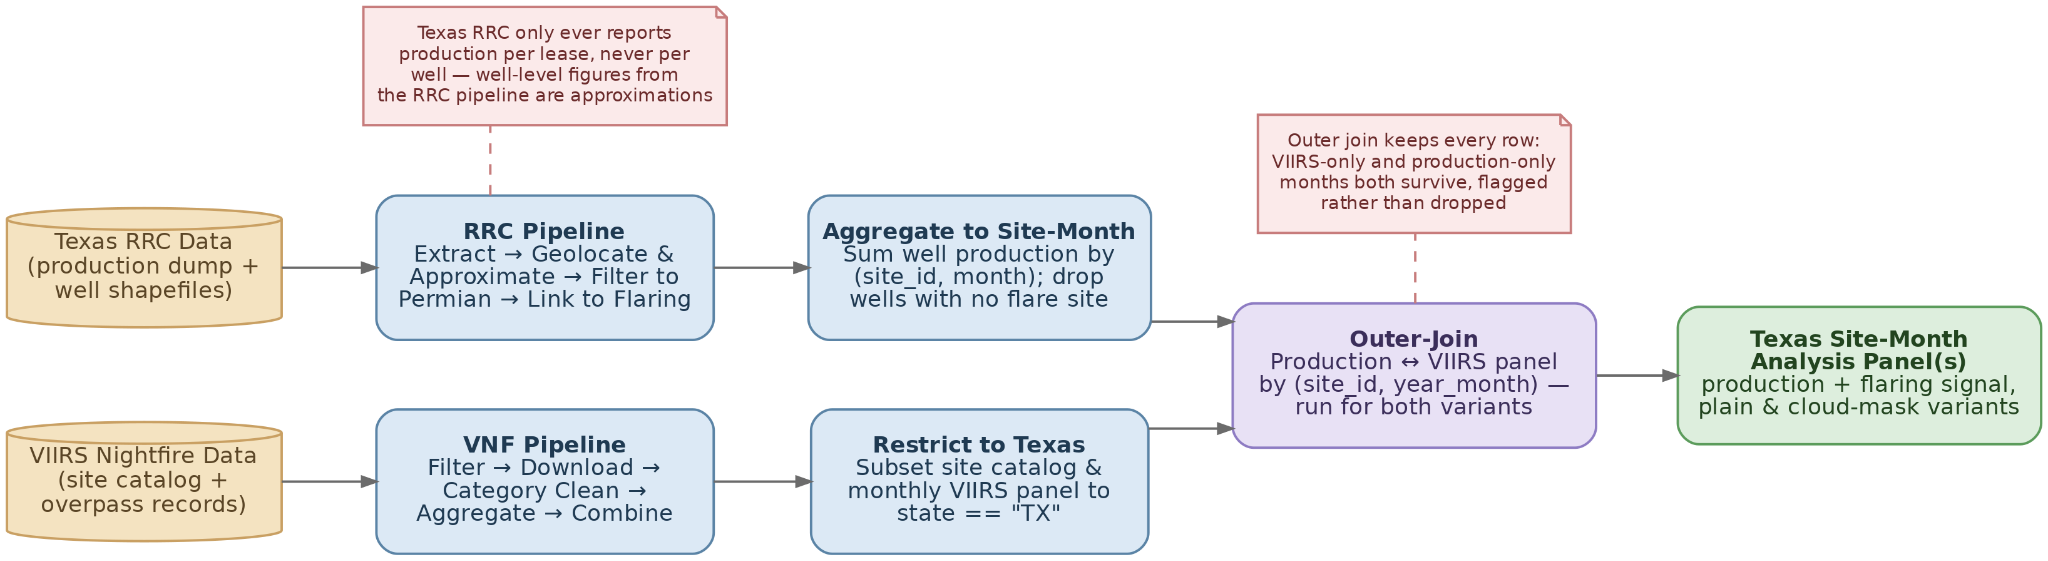 Texas RRC only ever reports
production per lease, never per
well — well-level figures from
the RRC pipeline are approximations
Outer join keeps every row:
VIIRS-only and production-only
months both survive, flagged
rather than dropped
Texas RRC Data
(production dump +
well shapefiles)
RRC Pipeline
Extract → Geolocate &
Approximate → Filter to
Permian → Link to Flaring
Aggregate to Site-Month
Sum well production by
(site_id, month); drop
wells with no flare site
Outer-Join
Production ↔ VIIRS panel
by (site_id, year_month) —
run for both variants
Texas Site-Month
Analysis Panel(s)
production + flaring signal,
plain & cloud-mask variants
VIIRS Nightfire Data
(site catalog +
overpass records)
VNF Pipeline
Filter → Download →
Category Clean →
Aggregate → Combine
Restrict to Texas
Subset site catalog &
monthly VIIRS panel to
state == "TX"